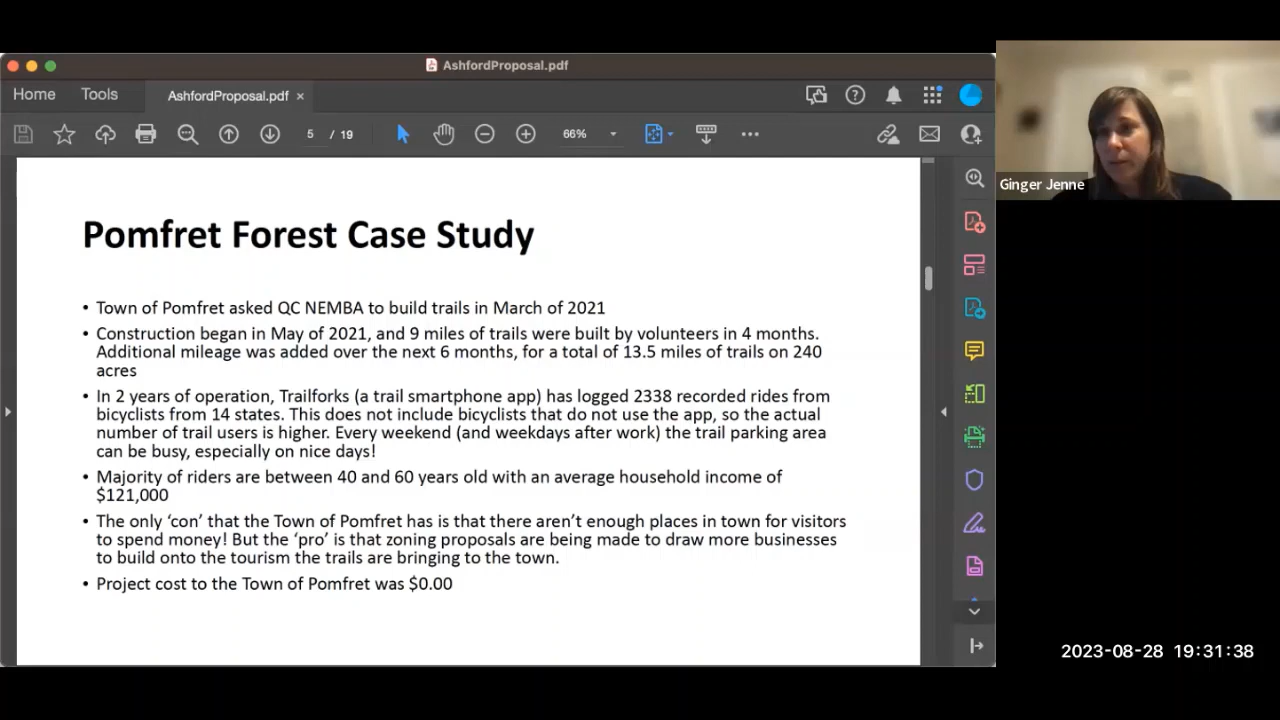 AshfordProposal.pdf
Home
Tools
AshfordProposal.pdf
5 / 19
66%
Ginger Jenne
Pomfret Forest Case Study
• Town of Pomfret asked QC NEMBA to build trails in March of 2021
• Construction began in May of 2021, and 9 miles of trails were built by volunteers in 4 months.
Additional mileage was added over the next 6 months, for a total of 13.5 miles of trails on 240
acres
• In 2 years of operation, Trailforks (a trail smartphone app) has logged 2338 recorded rides from
bicyclists from 14 states. This does not include bicyclists that do not use the app, so the actual
number of trail users is higher. Every weekend (and weekdays after work) the trail parking area
can be busy, especially on nice days!
• Majority of riders are between 40 and 60 years old with an average household income of
$121,000
• The only ‘con’ that the Town of Pomfret has is that there aren’t enough places in town for visitors
to spend money! But the ‘pro’ is that zoning proposals are being made to draw more businesses
to build onto the tourism the trails are bringing to the town.
• Project cost to the Town of Pomfret was $0.00
2023-08-28 19:31:38